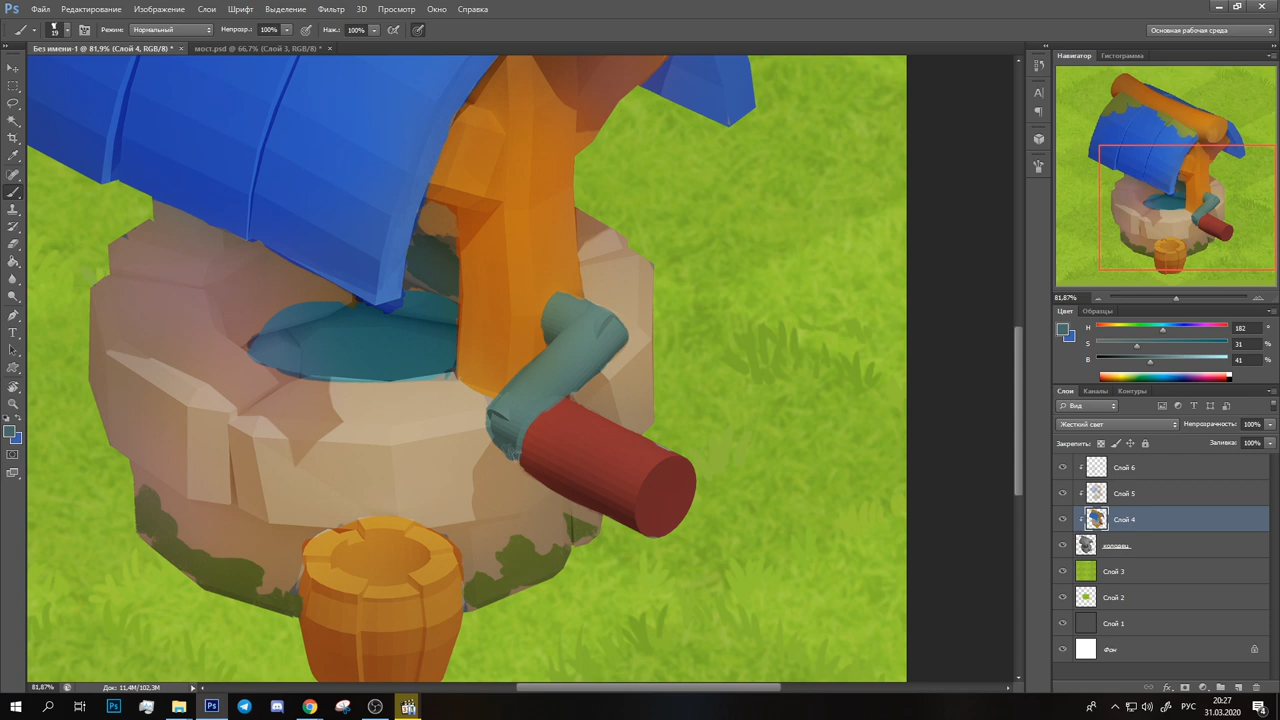 Ps Файл Редактирование Изображение Слои Шрифт Выделение Фильтр 3D Просмотр Окно Справка
19 Режим: Нормальный Непрозр.: 100% Наж.: 100% Основная рабочая среда
Без имени-1 @ 81,9% (Слой 4, RGB/8) * × мост.psd @ 66,7% (Слой 3, RGB/8) * ×
Навигатор Гистограмма
81,87%
Цвет Образцы
H 182 °
S 31 %
B 41 %
Слои Каналы Контуры
Вид
Жесткий свет Непрозрачность: 100%
Закрепить: Заливка: 100%
Слой 6
Слой 5
Слой 4
колодец
Слой 3
Слой 2
Слой 1
Фон
81,87% Док: 11,4M/102,3M
РУС 20:27
31.03.2020 4